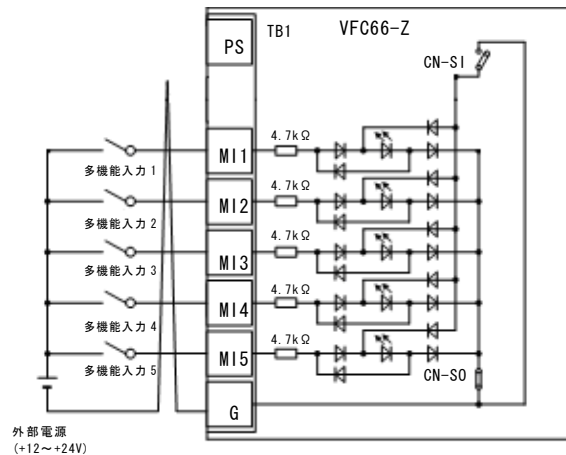 TB1
VFC66-Z
PS
CN-SI
MI1
4.7kΩ
多機能入力 1
MI2
4.7kΩ
多機能入力 2
MI3
4.7kΩ
多機能入力 3
MI4
4.7kΩ
多機能入力 4
MI5
4.7kΩ
多機能入力 5
CN-SO
G
外部電源
(+12～+24V)